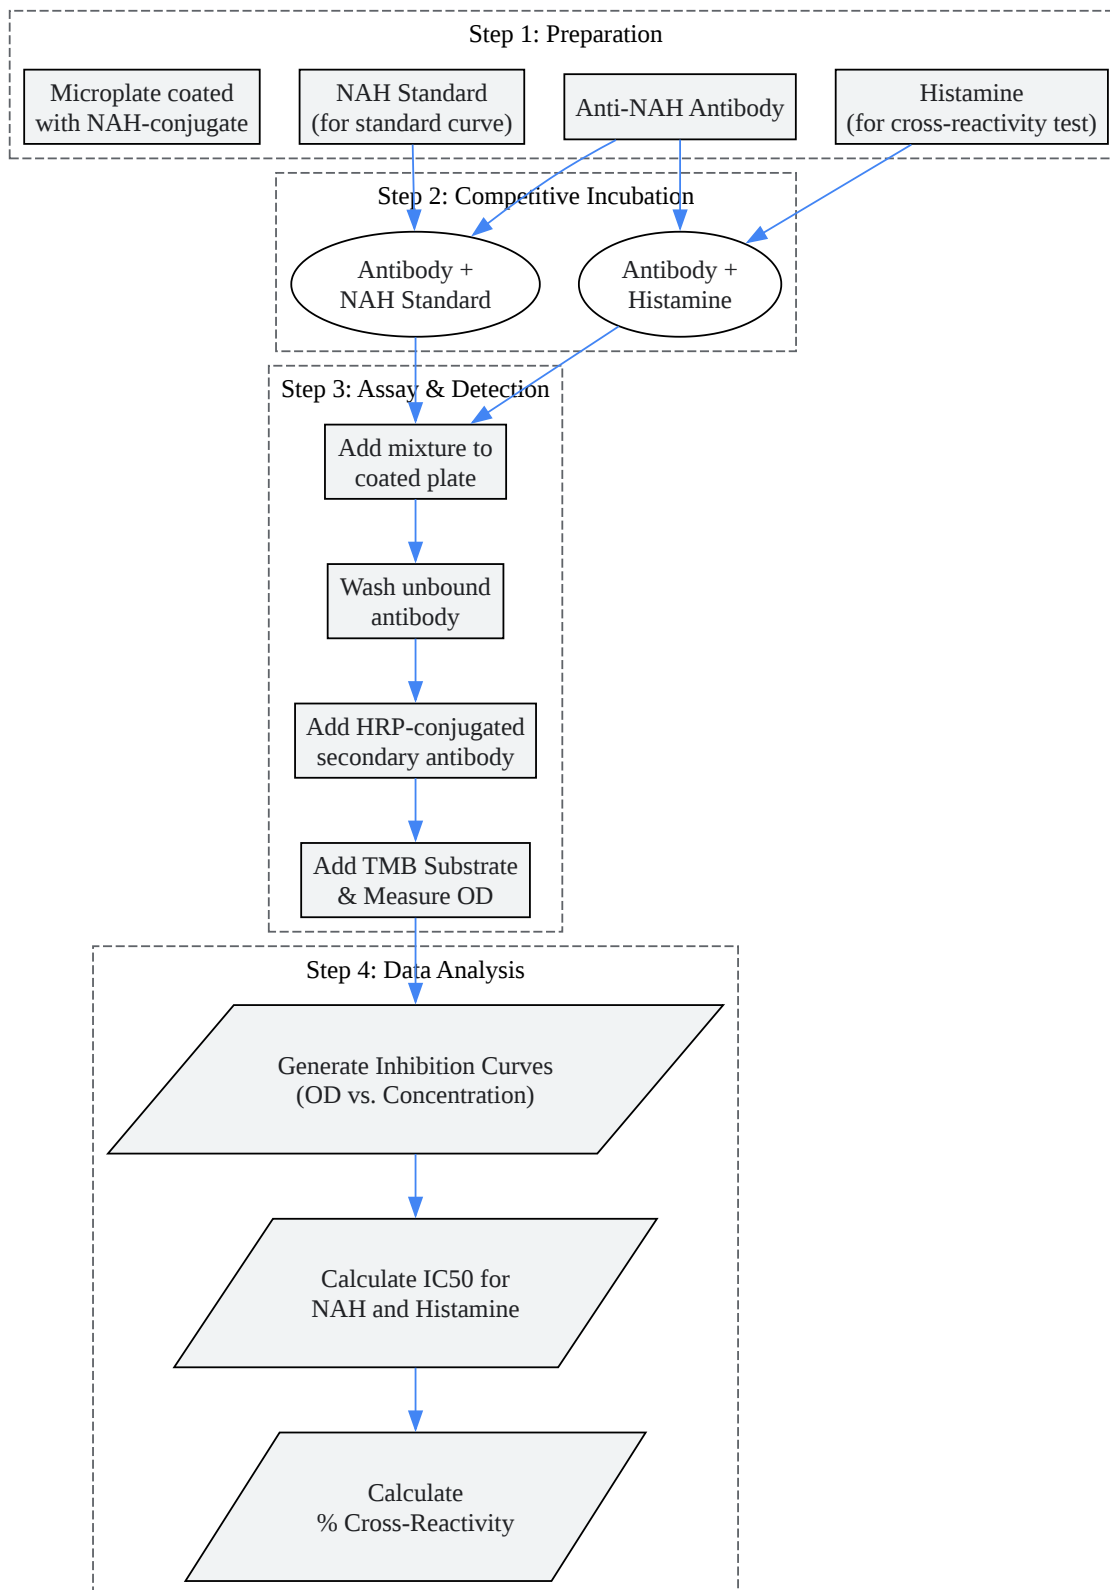 Step 1: Preparation
Microplate coated
with NAH-conjugate
NAH Standard
(for standard curve)
Anti-NAH Antibody
Histamine
(for cross-reactivity test)
Step 2: Competitive Incubation
Antibody +
NAH Standard
Antibody +
Histamine
Step 3: Assay & Detection
Add mixture to
coated plate
Wash unbound
antibody
Add HRP-conjugated
secondary antibody
Add TMB Substrate
& Measure OD
Step 4: Data Analysis
Generate Inhibition Curves
(OD vs. Concentration)
Calculate IC50 for
NAH and Histamine
Calculate
% Cross-Reactivity